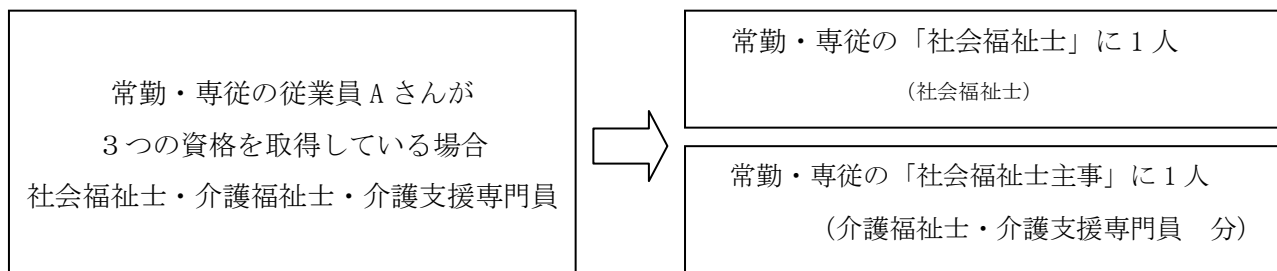 常勤・専従の従業員Aさんが
３つの資格を取得している場合
社会福祉士・介護福祉士・介護支援専門員
常勤・専従の「社会福祉士」に1人
（社会福祉士）
常勤・専従の「社会福祉士主事」に1人
（介護福祉士・介護支援専門員　分）